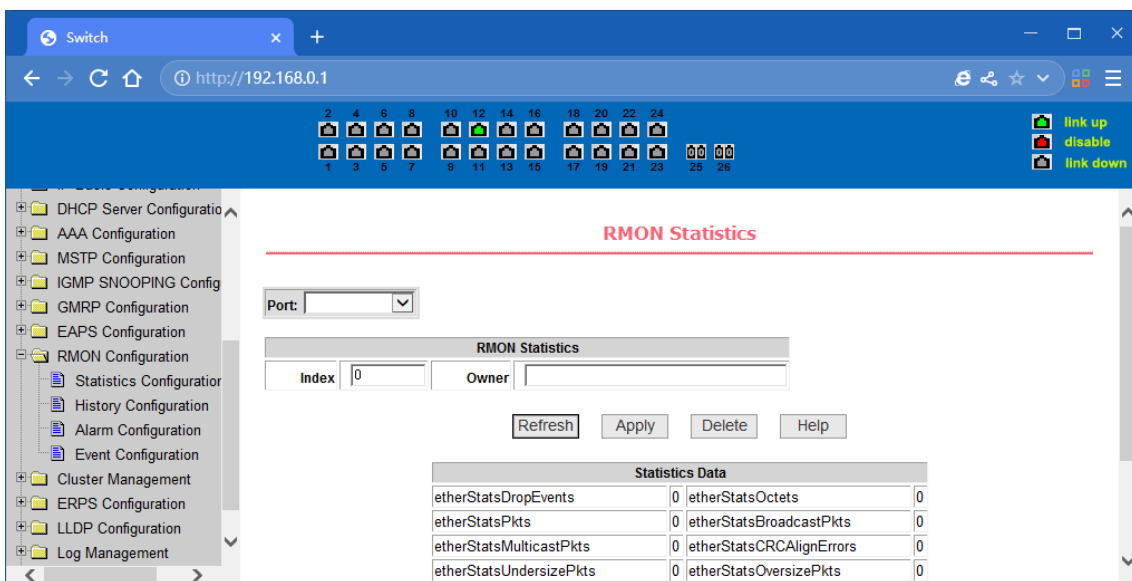 Switch
http://192.168.0.1
2 4 6 8 10 12 14 16 18 20 22 24
1 3 5 7 9 11 13 15 17 19 21 23 25 26
link up
disable
link down
DHCP Server Configuratio
AAA Configuration
MSTP Configuration
IGMP SNOOPING Config
GMRP Configuration
EAPS Configuration
RMON Configuration
Statistics Configuration
History Configuration
Alarm Configuration
Event Configuration
Cluster Management
ERPS Configuration
LLDP Configuration
Log Management
RMON Statistics
Port:
RMON Statistics
Index 0 Owner
Refresh Apply Delete Help
Statistics Data
etherStatsDropEvents 0 etherStatsOctets 0
etherStatsPkts 0 etherStatsBroadcastPkts 0
etherStatsMulticastPkts 0 etherStatsCRCAlignErrors 0
etherStatsUndersizePkts 0 etherStatsOversizePkts 0